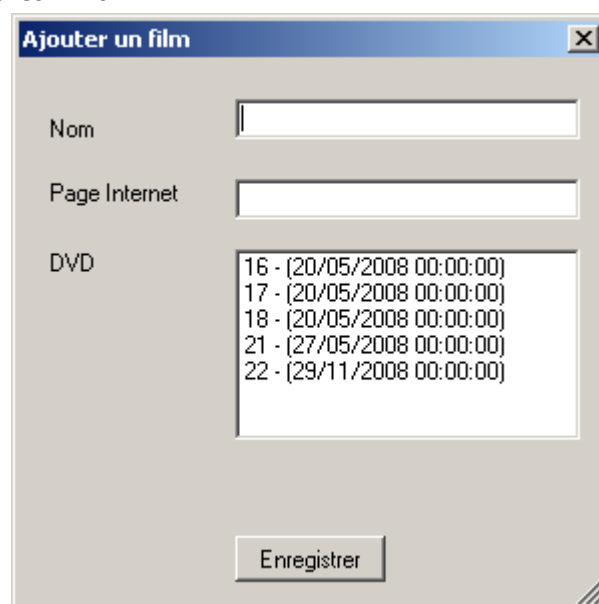 Ajouter un film
Nom
Page Internet
DVD
16 - (20/05/2008 00:00:00)
17 - (20/05/2008 00:00:00)
18 - (20/05/2008 00:00:00)
21 - (27/05/2008 00:00:00)
22 - (29/11/2008 00:00:00)
Enregistrer